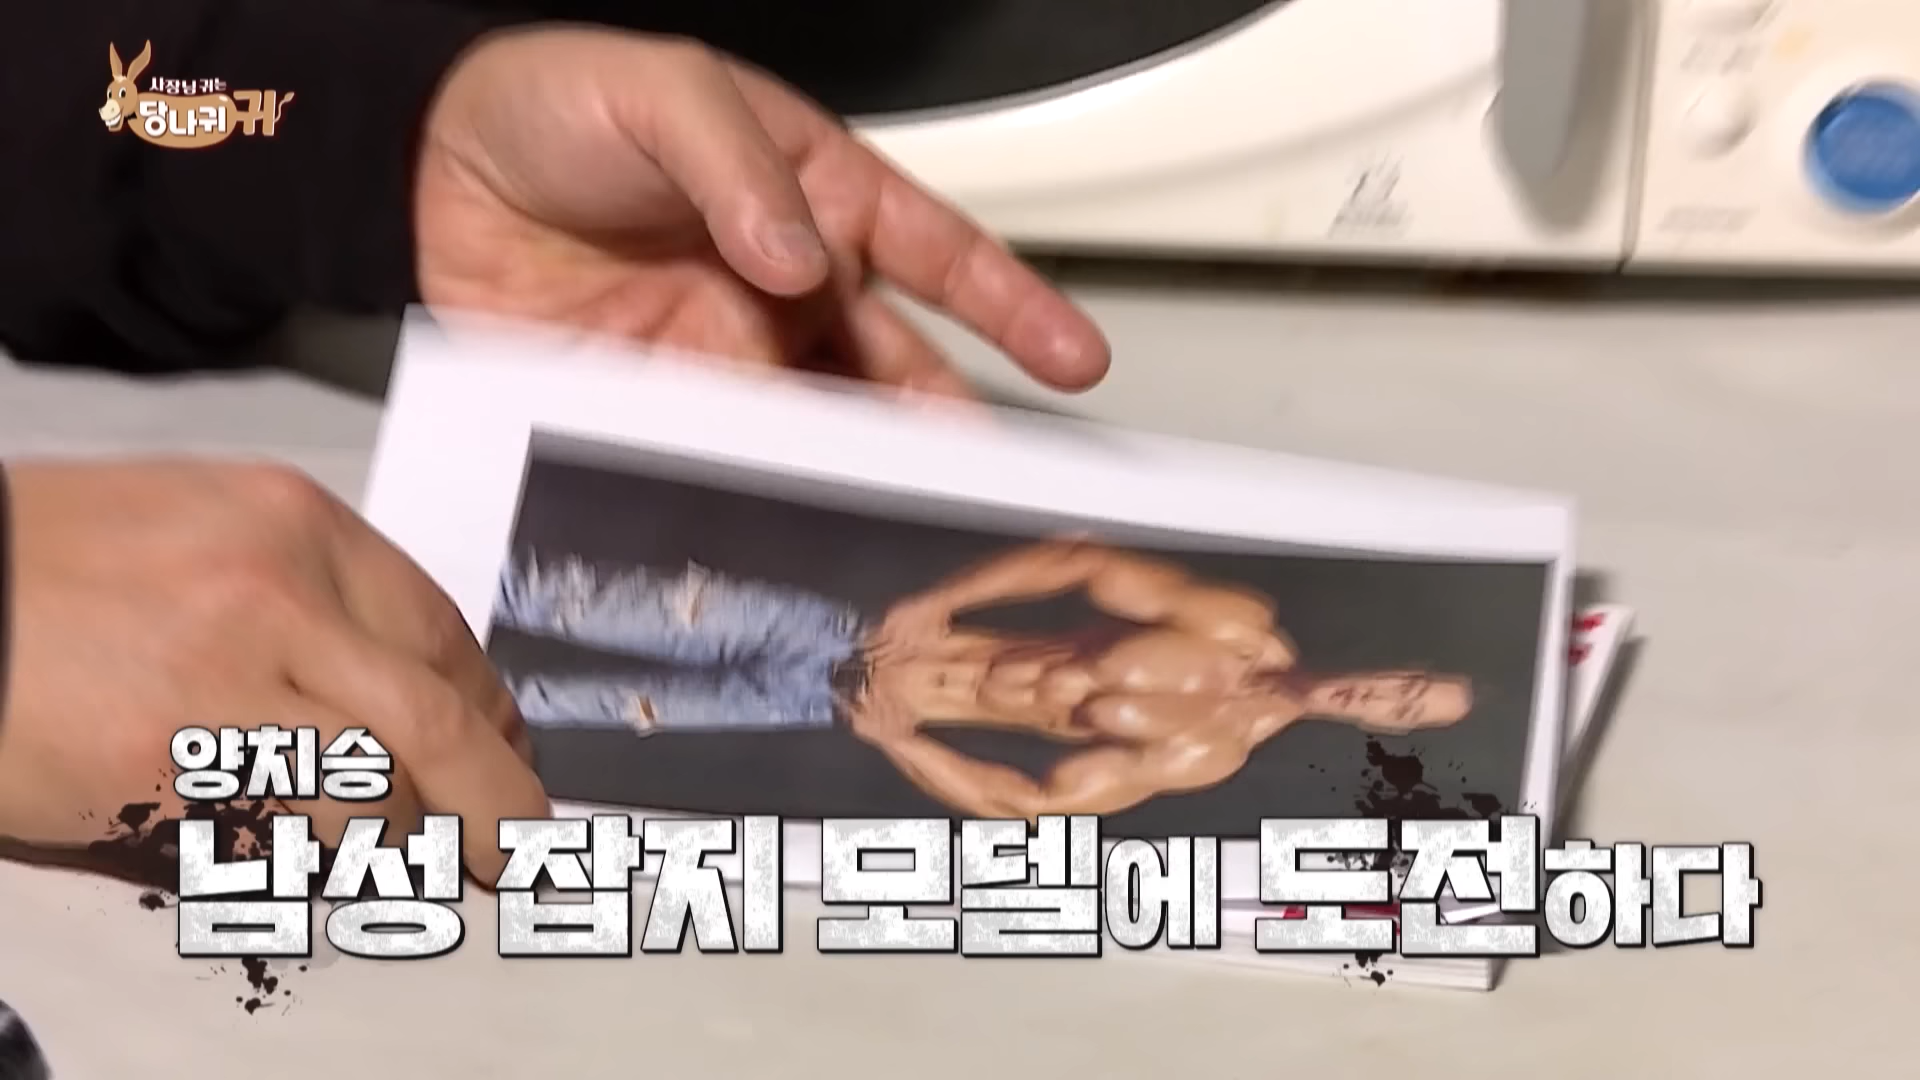 사장님 귀는
당나귀 귀
양치승
남성 잡지 모델에 도전하다